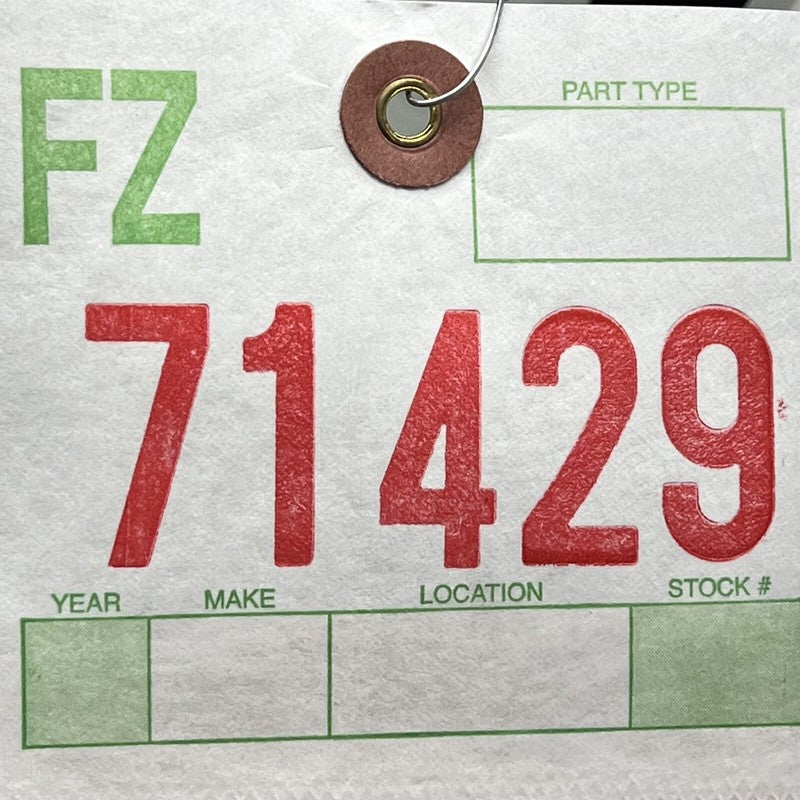 FZ
PART TYPE
71429
YEAR MAKE LOCATION STOCK #